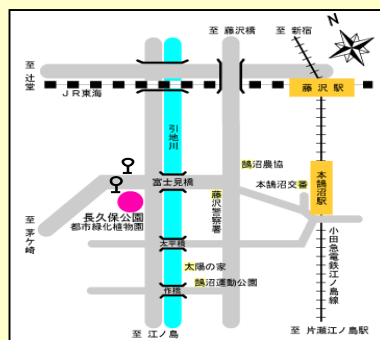 至 藤沢橋
至 新宿
N
至 辻堂
JR東海
藤沢駅
引地川
鵠沼農協
本鵠沼交番
本鵠沼駅
富士見橋
藤沢警察署
長久保公園
都市緑化植物園
至 茅ヶ崎
太平橋
太陽の家
鵠沼運動公園
作橋
小田急電鉄江ノ島線
至 江ノ島
至 片瀬江ノ島駅